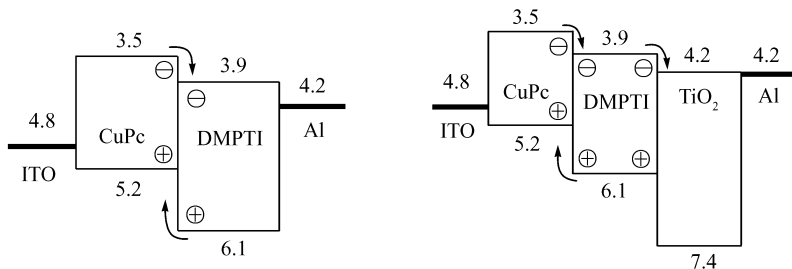 3.5
3.9
4.2
4.8
CuPc
DMPTI
Al
ITO
5.2
6.1
3.5
3.9
4.2
4.2
4.8
CuPc
DMPTI
TiO₂
Al
ITO
5.2
6.1
7.4